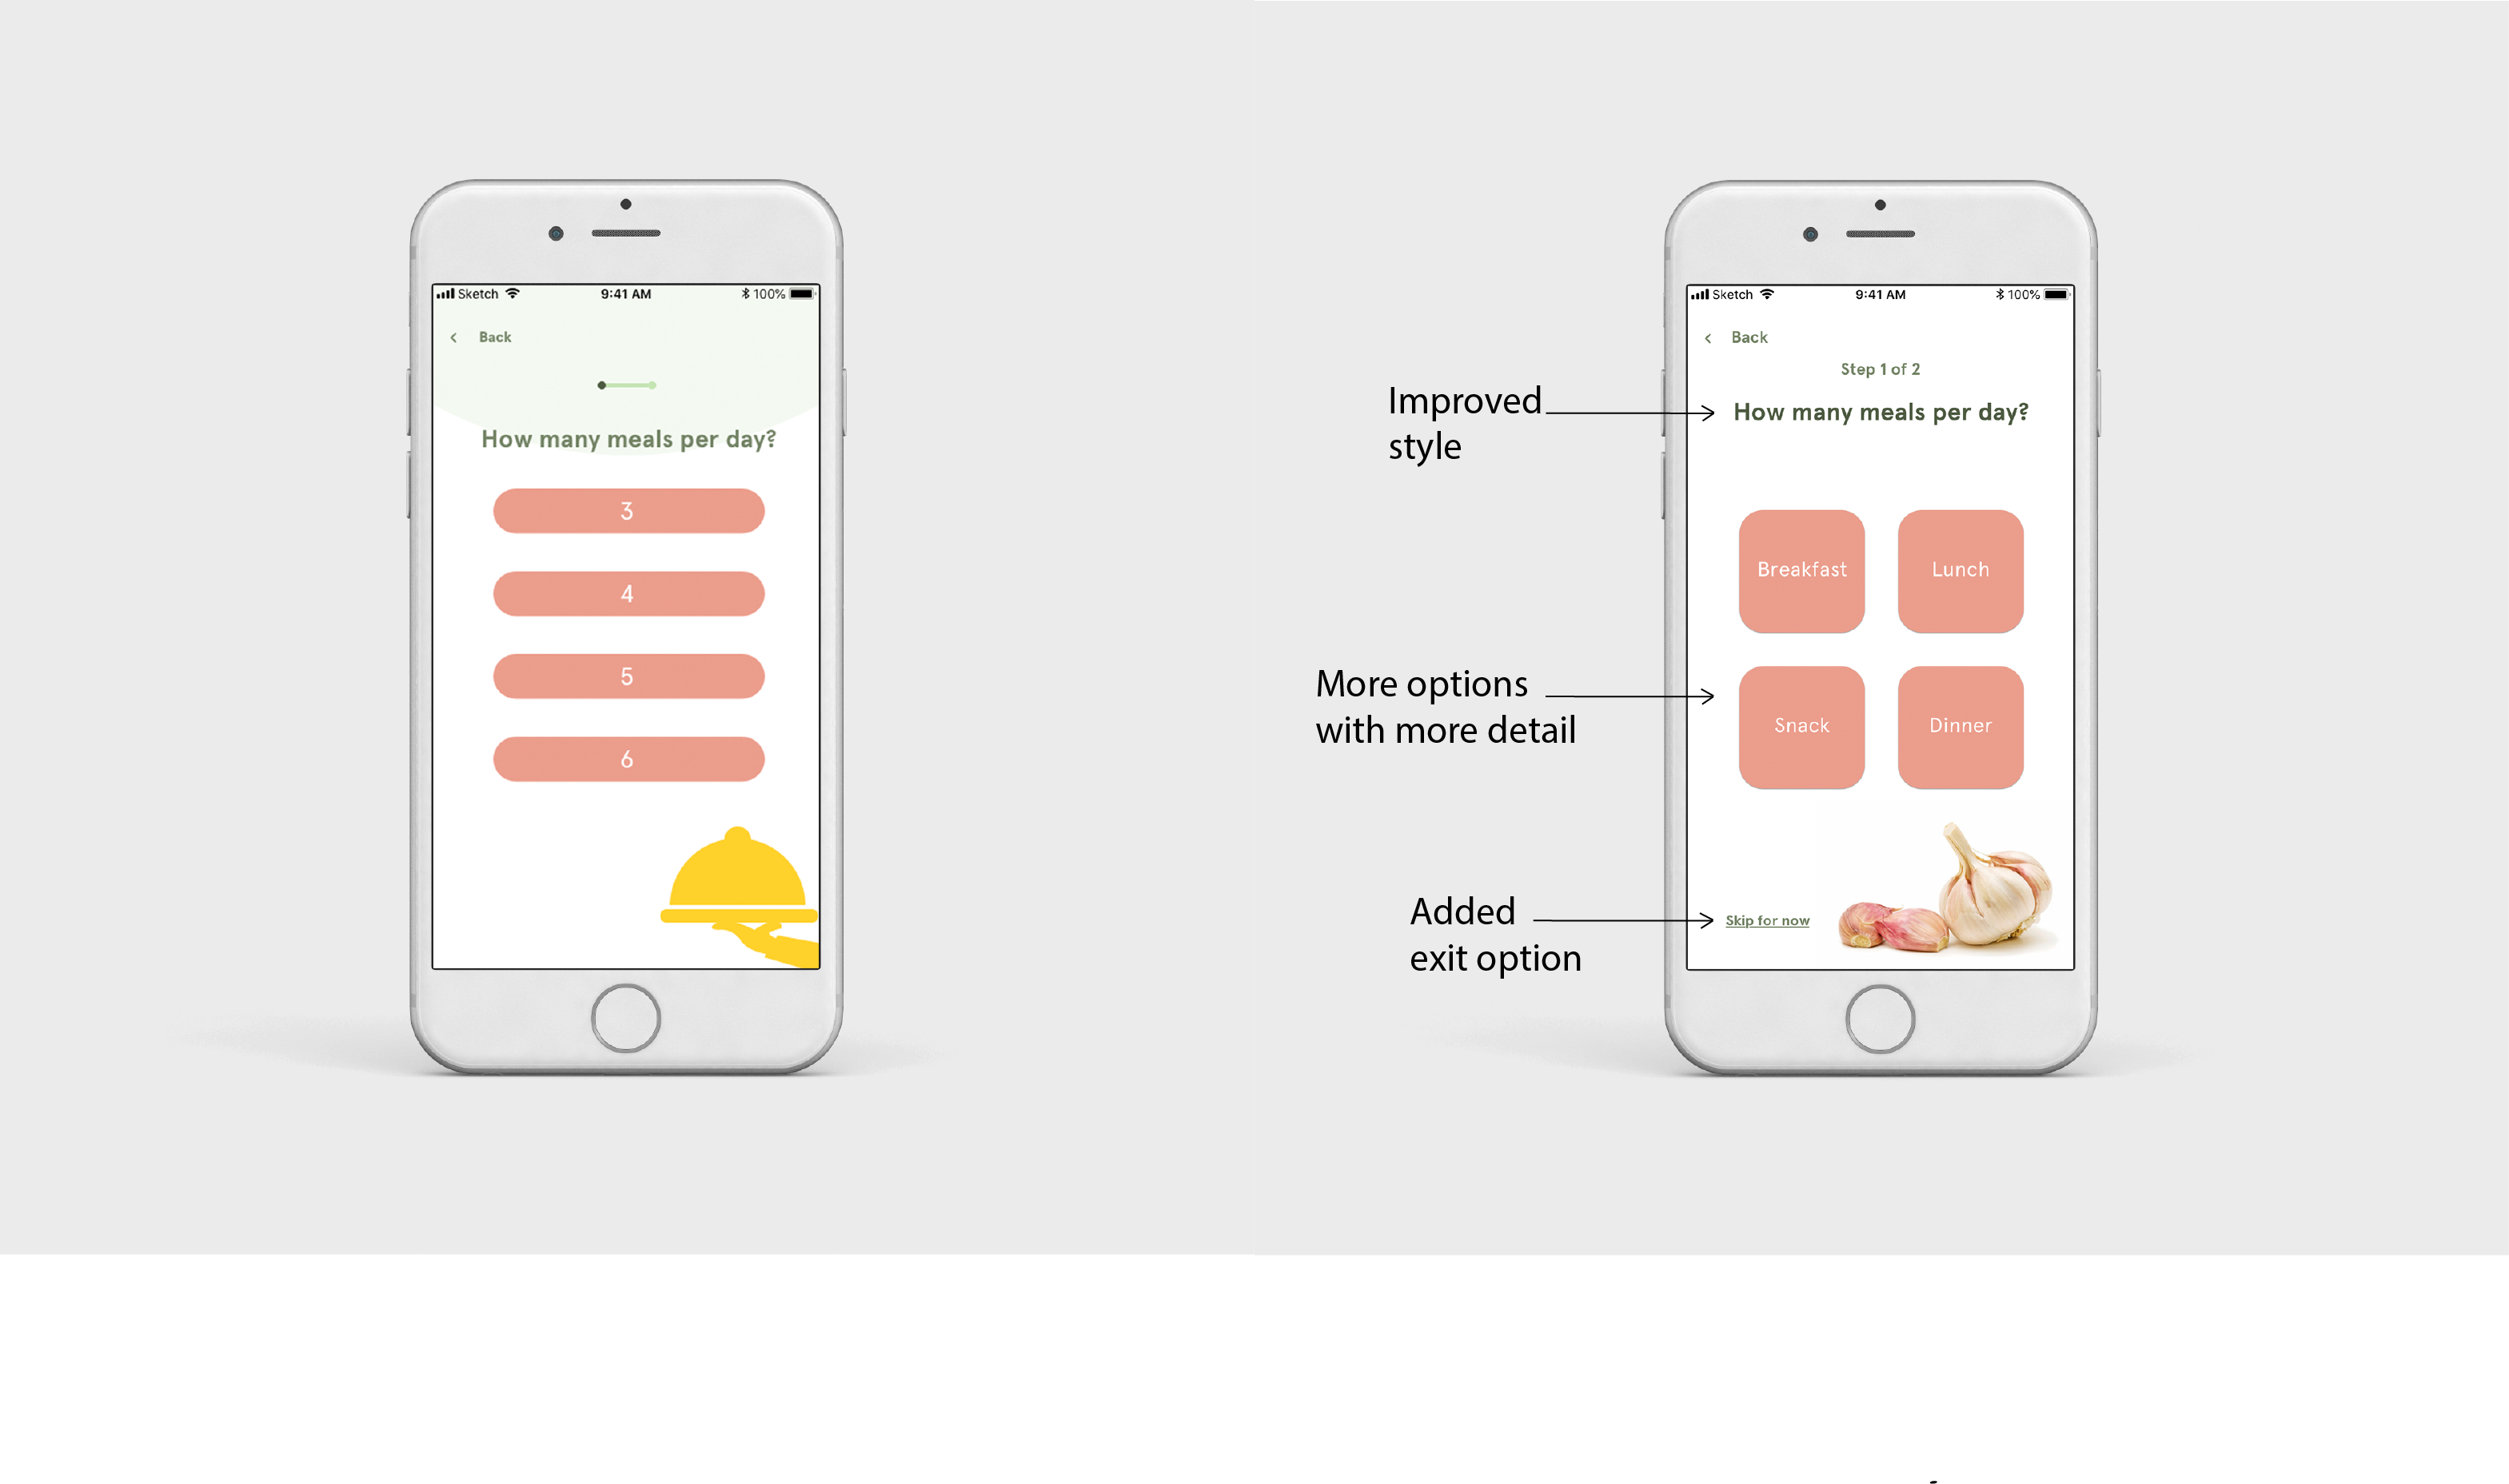 Sketch 9:41 AM 100%
Back
How many meals per day?
3
4
5
6
Sketch 9:41 AM 100%
Back
Step 1 of 2
How many meals per day?
Breakfast Lunch
Snack Dinner
Skip for now
Improved
style
More options
with more detail
Added
exit option